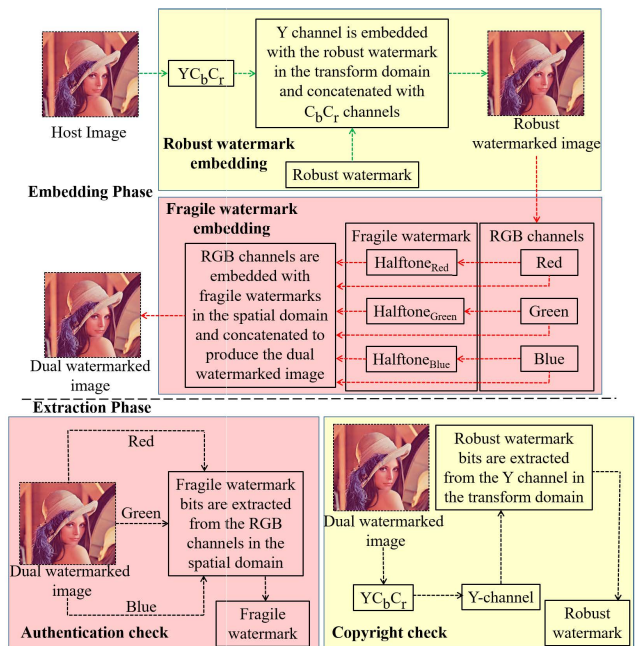 Host Image
YCbCr
Y channel is embedded
with the robust watermark
in the transform domain
and concatenated with
CbCr channels
Robust
watermarked image
Robust watermark
embedding
Robust watermark
Embedding Phase
Fragile watermark
embedding
Fragile watermark
RGB channels
RGB channels are
embedded with
fragile watermarks
in the spatial domain
and concatenated to
produce the dual
watermarked image
HalftoneRed
Red
HalftoneGreen
Green
HalftoneBlue
Blue
Dual watermarked
image
Extraction Phase
Red
Green
Blue
Dual watermarked
image
Fragile watermark
bits are extracted
from the RGB
channels in the
spatial domain
Fragile
watermark
Authentication check
Dual watermarked
image
Robust watermark
bits are extracted
from the Y channel in
the transform domain
YCbCr
Y-channel
Robust
watermark
Copyright check